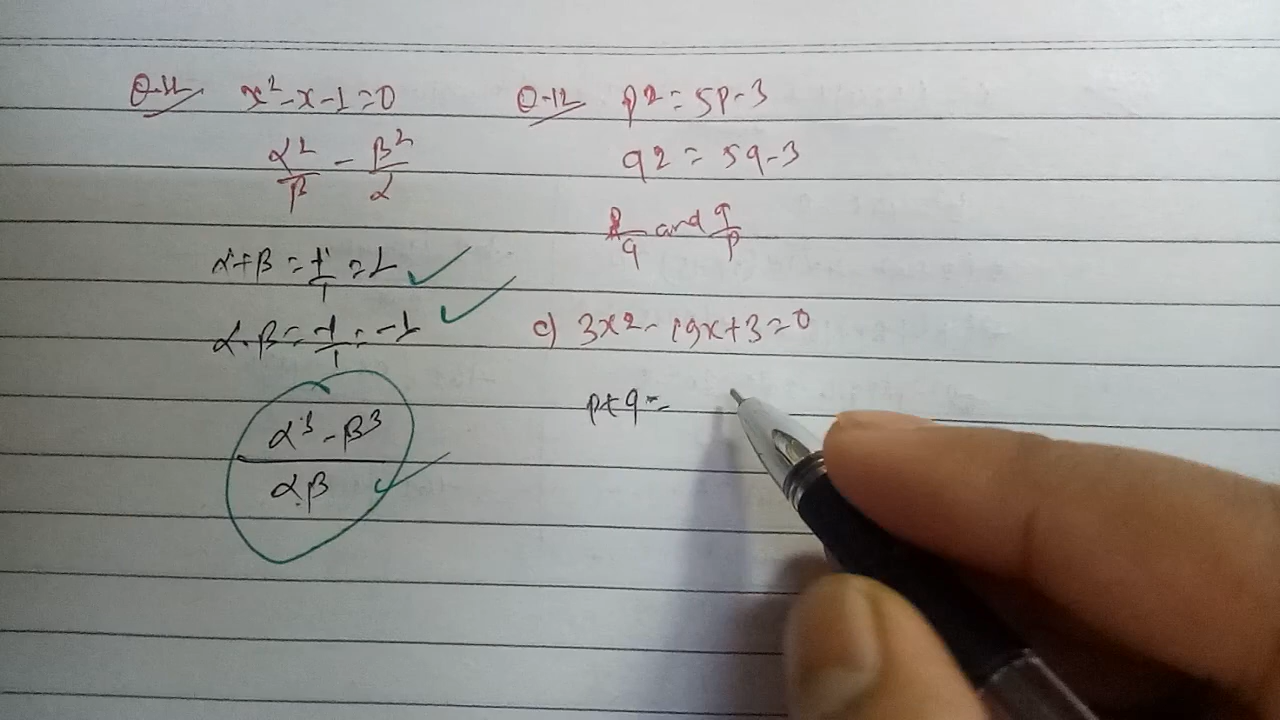 Q-11 x²-x-1=0
α²/β - β²/α
α+β = 1/1 = 1
α.β = -1/1 = -1
α³-β³
αβ
Q-12 p2 = 5p-3
q2 = 5q-3
p/q and q/p
c) 3x2-19x+3=0
p+q=